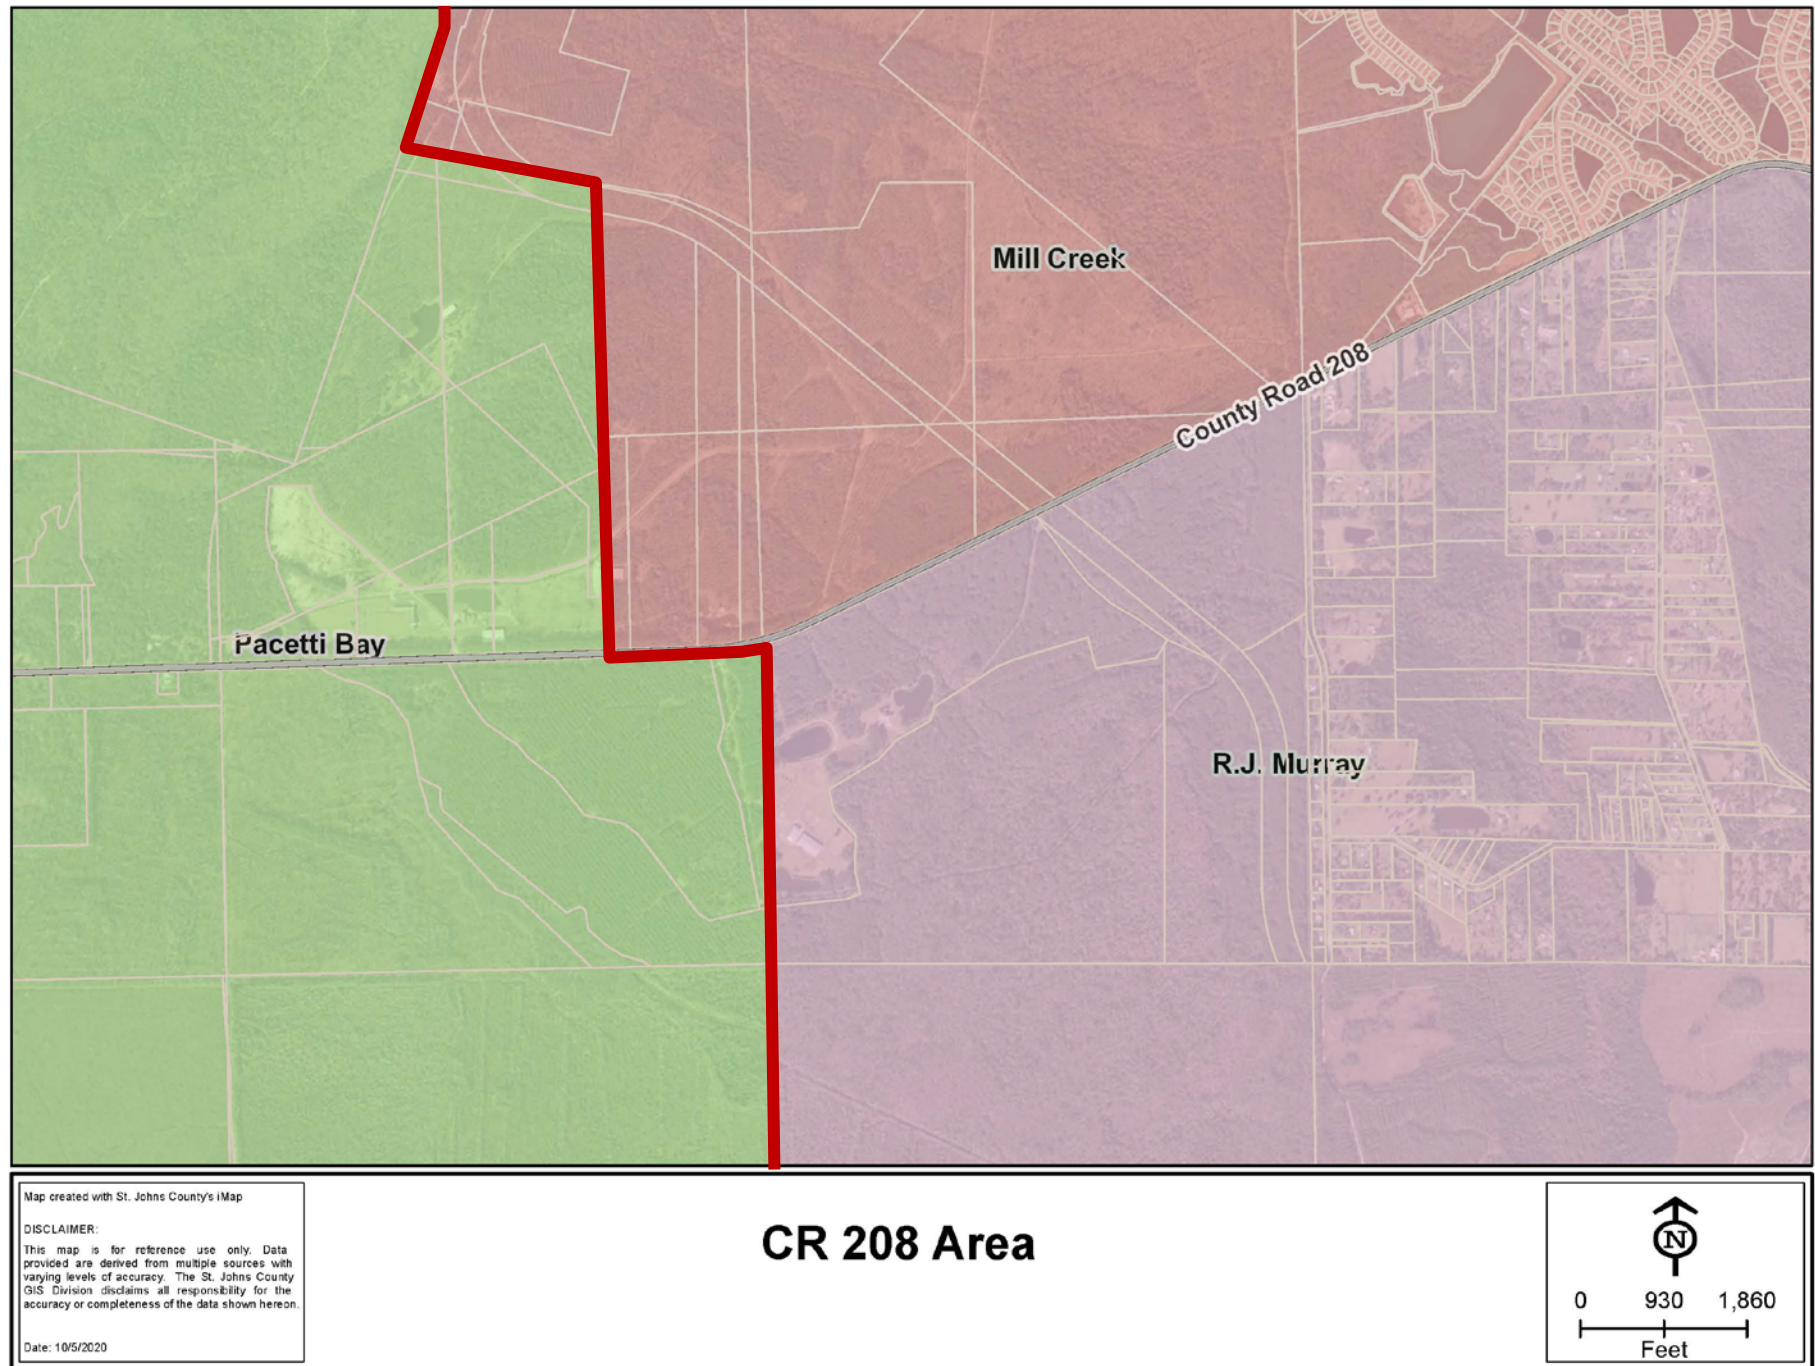 Mill Creek
County Road 208
Pacetti Bay
R.J. Murray
Map created with St. Johns County's iMap
DISCLAIMER:
This map is for reference use only. Data
provided are derived from multiple sources with
varying levels of accuracy. The St. Johns County
GIS Division disclaims all responsibility for the
accuracy or completeness of the data shown hereon.
Date: 10/5/2020
CR 208 Area
N
0 930 1,860
Feet